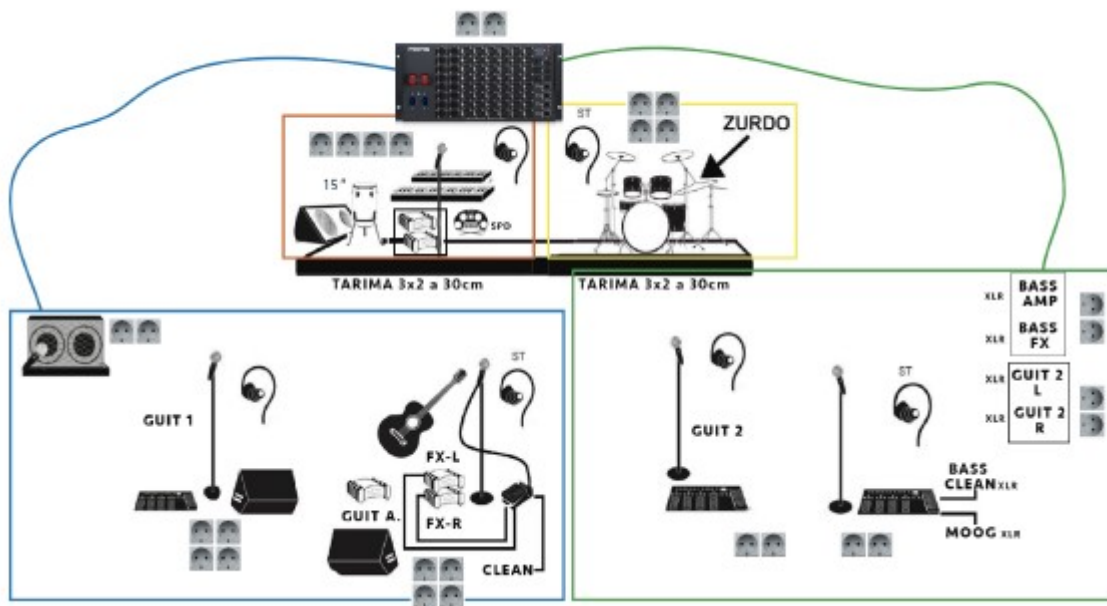 ST
ZURDO
15"
SPD
TARIMA 3x2 a 30cm
TARIMA 3x2 a 30cm
XLR
BASS
AMP
XLR
BASS
FX
ST
ST
XLR
GUIT 2
L
XLR
GUIT 2
R
GUIT 1
GUIT 2
FX-L
GUIT A.
FX-R
BASS
CLEAN XLR
MOOG XLR
CLEAN